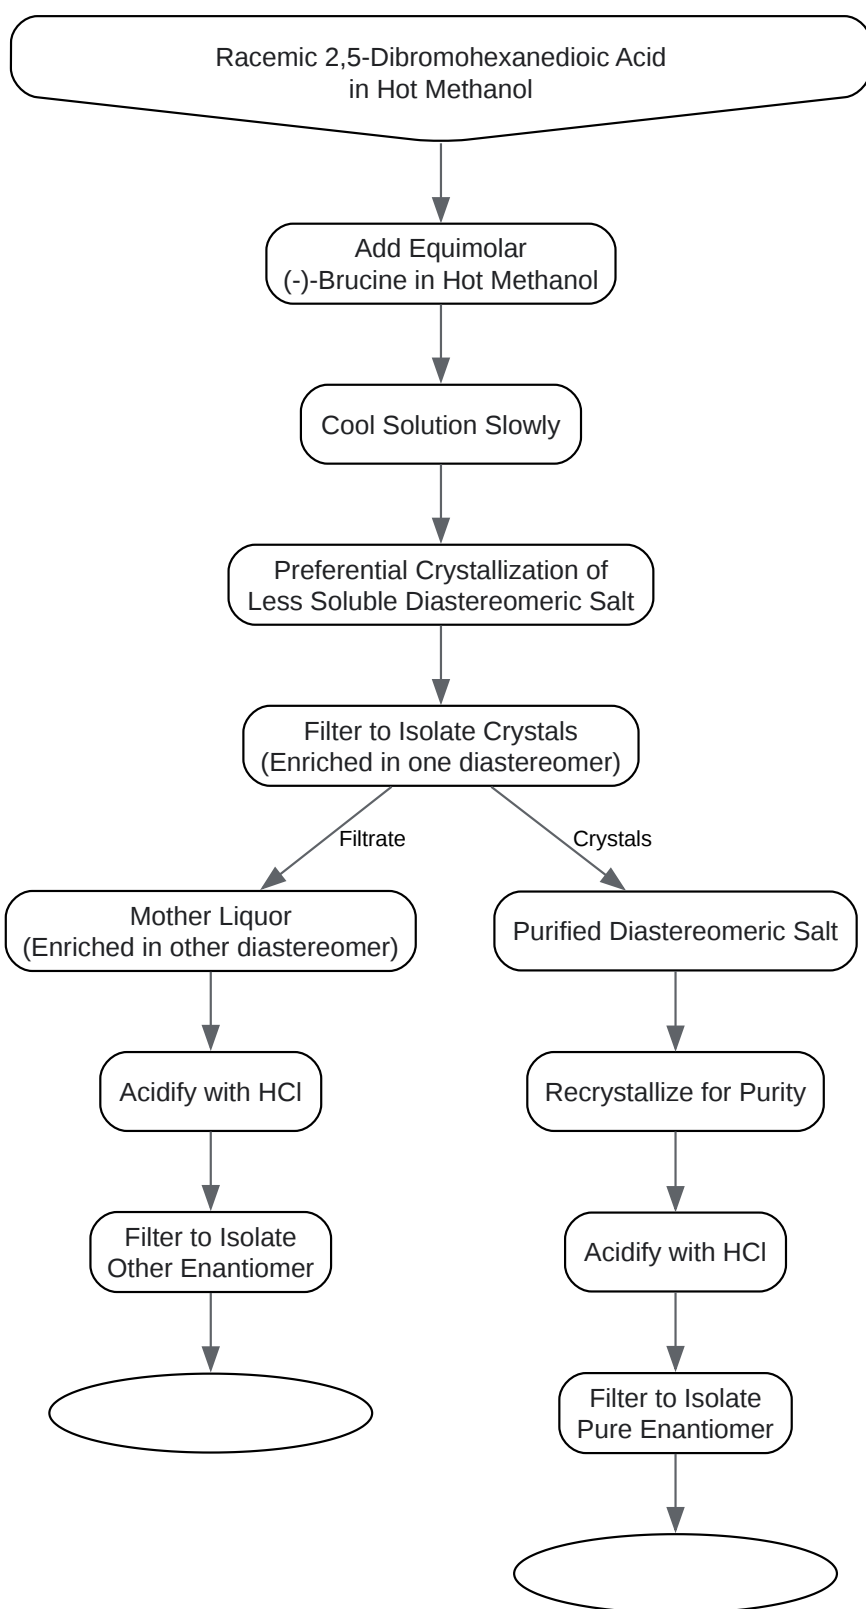 Racemic 2,5-Dibromohexanedioic Acid
in Hot Methanol
Add Equimolar
(-)-Brucine in Hot Methanol
Cool Solution Slowly
Preferential Crystallization of
Less Soluble Diastereomeric Salt
Filter to Isolate Crystals
(Enriched in one diastereomer)
Filtrate
Crystals
Mother Liquor
(Enriched in other diastereomer)
Purified Diastereomeric Salt
Acidify with HCl
Recrystallize for Purity
Filter to Isolate
Other Enantiomer
Acidify with HCl
Filter to Isolate
Pure Enantiomer